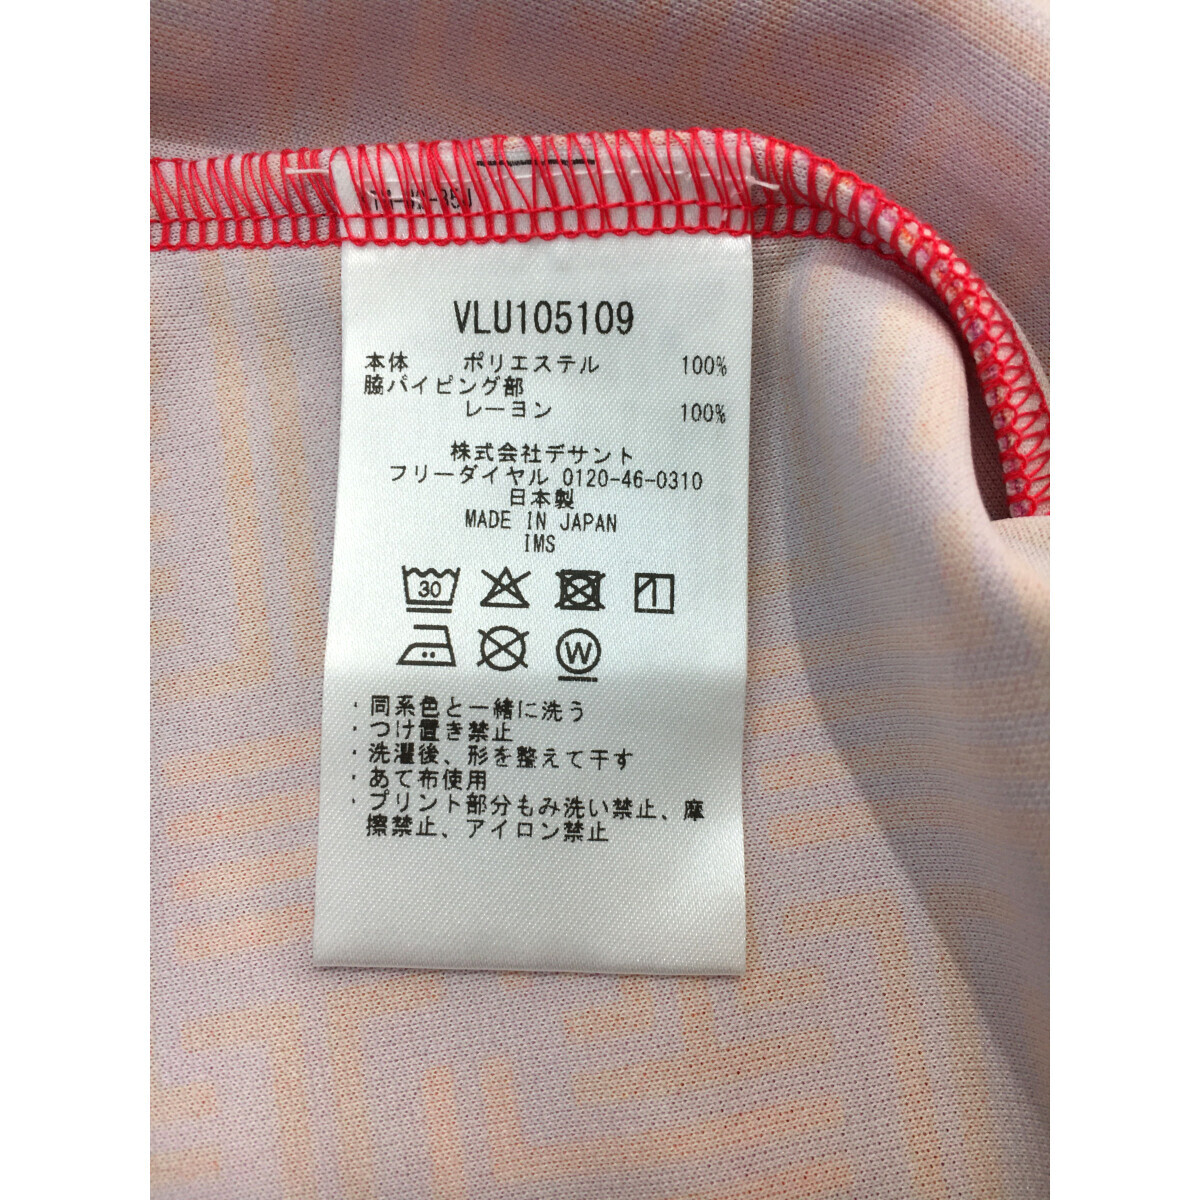 VLU105109
本体 ポリエステル 100%
脇パイピング部
レーヨン 100%
株式会社デサント
フリーダイヤル 0120-46-0310
日本製
MADE IN JAPAN
IMS
30
W
・同系色と一緒に洗う
・つけ置き禁止
・洗濯後、形を整えて干す
・あて布使用
・プリント部分もみ洗い禁止、摩
擦禁止、アイロン禁止